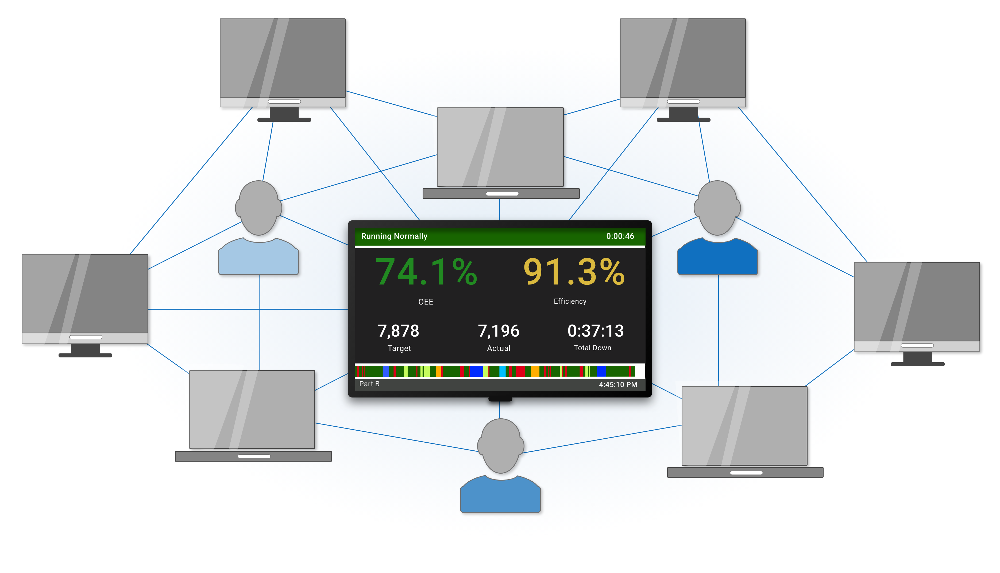 Running Normally 0:00:46
74.1% 91.3%
OEE Efficiency
7,878 7,196 0:37:13
Target Actual Total Down
Part B 4:45:10 PM